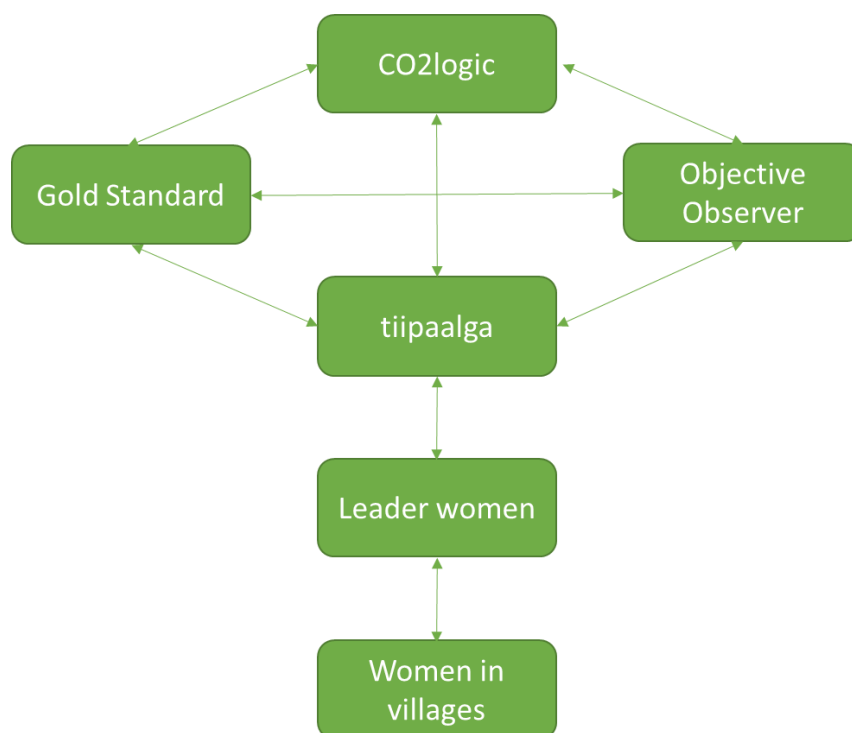 CO2logic
Gold Standard
Objective
Observer
tiipaalga
Leader women
Women in
villages